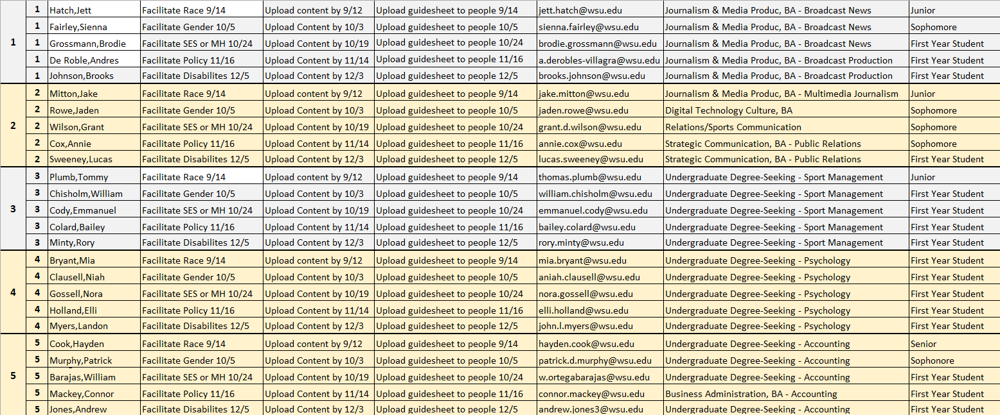 1 1 Hatch,Jett Facilitate Race 9/14 Upload content by 9/12 Upload guidesheet to people 9/14 jett.hatch@wsu.edu Journalism & Media Produc, BA - Broadcast News Junior
1 Fairley,Sienna Facilitate Gender 10/5 Upload Content by 10/3 Upload guidesheet to people 10/5 sienna.fairley@wsu.edu Journalism & Media Produc, BA - Broadcast News Sophomore
1 Grossmann,Brodie Facilitate SES or MH 10/24 Upload Content by 10/19 Upload guidesheet to people 10/24 brodie.grossmann@wsu.edu Journalism & Media Produc, BA - Broadcast News First Year Student
1 De Roble,Andres Facilitate Policy 11/16 Upload Content by 11/14 Upload guidesheet to people 11/16 a.derobles-villagra@wsu.edu Journalism & Media Produc, BA - Broadcast Production First Year Student
1 Johnson,Brooks Facilitate Disabilites 12/5 Upload Content by 12/3 Upload guidesheet to people 12/5 brooks.johnson@wsu.edu Journalism & Media Produc, BA - Broadcast Production First Year Student
2 2 Mitton,Jake Facilitate Race 9/14 Upload content by 9/12 Upload guidesheet to people 9/14 jake.mitton@wsu.edu Journalism & Media Produc, BA - Multimedia Journalism Junior
2 Rowe,Jaden Facilitate Gender 10/5 Upload Content by 10/3 Upload guidesheet to people 10/5 jaden.rowe@wsu.edu Digital Technology Culture, BA Sophomore
2 Wilson,Grant Facilitate SES or MH 10/24 Upload Content by 10/19 Upload guidesheet to people 10/24 grant.d.wilson@wsu.edu Relations/Sports Communication Sophomore
2 Cox,Annie Facilitate Policy 11/16 Upload Content by 11/14 Upload guidesheet to people 11/16 annie.cox@wsu.edu Strategic Communication, BA - Public Relations Sophomore
2 Sweeney,Lucas Facilitate Disabilites 12/5 Upload Content by 12/3 Upload guidesheet to people 12/5 lucas.sweeney@wsu.edu Strategic Communication, BA - Public Relations First Year Student
3 3 Plumb,Tommy Facilitate Race 9/14 Upload content by 9/12 Upload guidesheet to people 9/14 thomas.plumb@wsu.edu Undergraduate Degree-Seeking - Sport Management Junior
3 Chisholm,William Facilitate Gender 10/5 Upload Content by 10/3 Upload guidesheet to people 10/5 william.chisholm@wsu.edu Undergraduate Degree-Seeking - Sport Management First Year Student
3 Cody,Emmanuel Facilitate SES or MH 10/24 Upload Content by 10/19 Upload guidesheet to people 10/24 emmanuel.cody@wsu.edu Undergraduate Degree-Seeking - Sport Management First Year Student
3 Colard,Bailey Facilitate Policy 11/16 Upload Content by 11/14 Upload guidesheet to people 11/16 bailey.colard@wsu.edu Undergraduate Degree-Seeking - Sport Management First Year Student
3 Minty,Rory Facilitate Disabilites 12/5 Upload Content by 12/3 Upload guidesheet to people 12/5 rory.minty@wsu.edu Undergraduate Degree-Seeking - Sport Management First Year Student
4 4 Bryant,Mia Facilitate Race 9/14 Upload content by 9/12 Upload guidesheet to people 9/14 mia.bryant@wsu.edu Undergraduate Degree-Seeking - Psychology First Year Student
4 Clausell,Niah Facilitate Gender 10/5 Upload Content by 10/3 Upload guidesheet to people 10/5 aniah.clausell@wsu.edu Undergraduate Degree-Seeking - Psychology First Year Student
4 Gossell,Nora Facilitate SES or MH 10/24 Upload Content by 10/19 Upload guidesheet to people 10/24 nora.gossell@wsu.edu Undergraduate Degree-Seeking - Psychology First Year Student
4 Holland,Elli Facilitate Policy 11/16 Upload Content by 11/14 Upload guidesheet to people 11/16 elli.holland@wsu.edu Undergraduate Degree-Seeking - Psychology First Year Student
4 Myers,Landon Facilitate Disabilites 12/5 Upload Content by 12/3 Upload guidesheet to people 12/5 john.l.myers@wsu.edu Undergraduate Degree-Seeking - Psychology First Year Student
5 5 Cook,Hayden Facilitate Race 9/14 Upload content by 9/12 Upload guidesheet to people 9/14 hayden.cook@wsu.edu Undergraduate Degree-Seeking - Accounting Senior
5 Murphy,Patrick Facilitate Gender 10/5 Upload Content by 10/3 Upload guidesheet to people 10/5 patrick.d.murphy@wsu.edu Undergraduate Degree-Seeking - Accounting Sophonore
5 Barajas,William Facilitate SES or MH 10/24 Upload Content by 10/19 Upload guidesheet to people 10/24 w.ortegabarajas@wsu.edu Undergraduate Degree-Seeking - Accounting First Year Student
5 Mackey,Connor Facilitate Policy 11/16 Upload Content by 11/14 Upload guidesheet to people 11/16 connor.mackey@wsu.edu Business Administration, BA - Accounting First Year Student
5 Jones,Andrew Facilitate Disabilites 12/5 Upload Content by 12/3 Upload guidesheet to people 12/5 andrew.jones3@wsu.edu Undergraduate Degree-Seeking - Accounting First Year Student